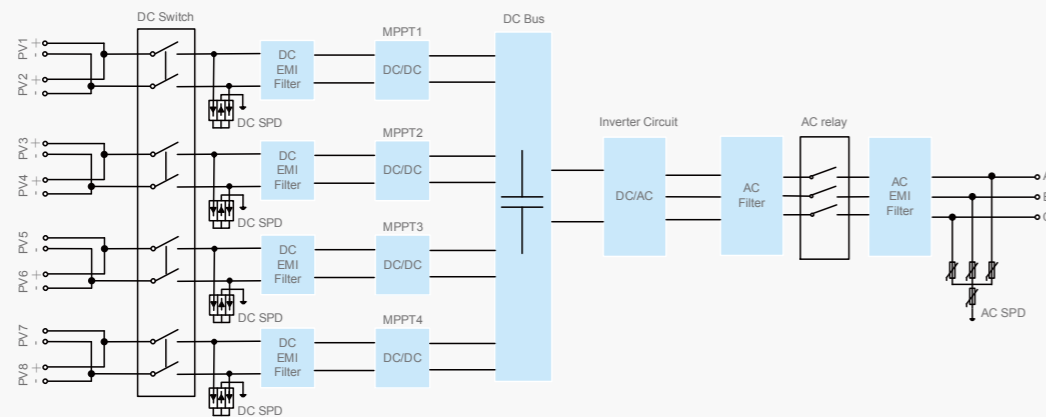 DC Switch
DC Bus
MPPT1
PV1 + -
PV2 + -
DC
EMI
Filter
DC/DC
DC SPD
MPPT2
PV3 + -
PV4 + -
DC
EMI
Filter
DC/DC
DC SPD
Inverter Circuit
AC relay
DC/AC
AC
Filter
AC
EMI
Filter
A
MPPT3
PV5 + -
PV6 + -
DC
EMI
Filter
DC/DC
DC SPD
AC SPD
MPPT4
PV7 + -
PV8 + -
DC
EMI
Filter
DC/DC
DC SPD